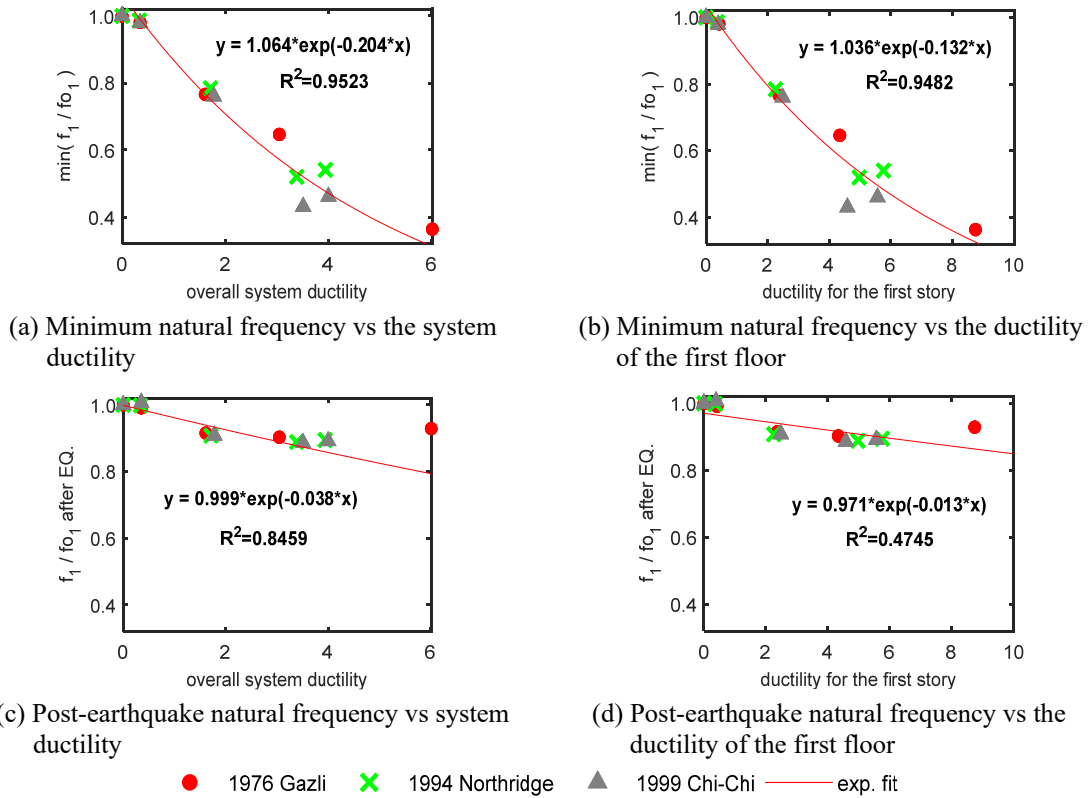 1.0
0.8
0.6
0.4
min( f1 / fo1 )
y = 1.064*exp(-0.204*x)
R2=0.9523
0 2 4 6
overall system ductility
(a) Minimum natural frequency vs the system
ductility
1.0
0.8
0.6
0.4
min( f1 / fo1 )
y = 1.036*exp(-0.132*x)
R2=0.9482
0 2 4 6 8 10
ductility for the first story
(b) Minimum natural frequency vs the ductility
of the first floor
1.0
0.8
0.6
0.4
f1 / fo1 after EQ.
y = 0.999*exp(-0.038*x)
R2=0.8459
0 2 4 6
overall system ductility
(c) Post-earthquake natural frequency vs system
ductility
1.0
0.8
0.6
0.4
f1 / fo1 after EQ.
y = 0.971*exp(-0.013*x)
R2=0.4745
0 2 4 6 8 10
ductility for the first story
(d) Post-earthquake natural frequency vs the
ductility of the first floor
1976 Gazli 1994 Northridge 1999 Chi-Chi exp. fit